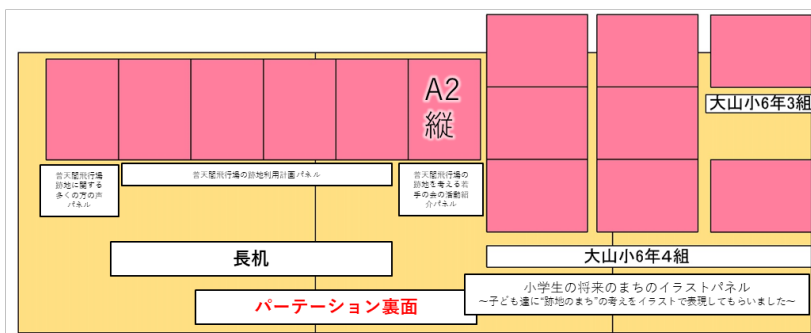 A2
縦
大山小6年3組
普天間飛行場
跡地に関する
多くの方の声
パネル
普天間飛行場の跡地利用計画パネル
普天間飛行場の
跡地を考える若
手の会の活動紹
介パネル
長机
大山小6年4組
パーテーション裏面
小学生の将来のまちのイラストパネル
~子ども達に"跡地のまち"の考えをイラストで表現してもらいました~